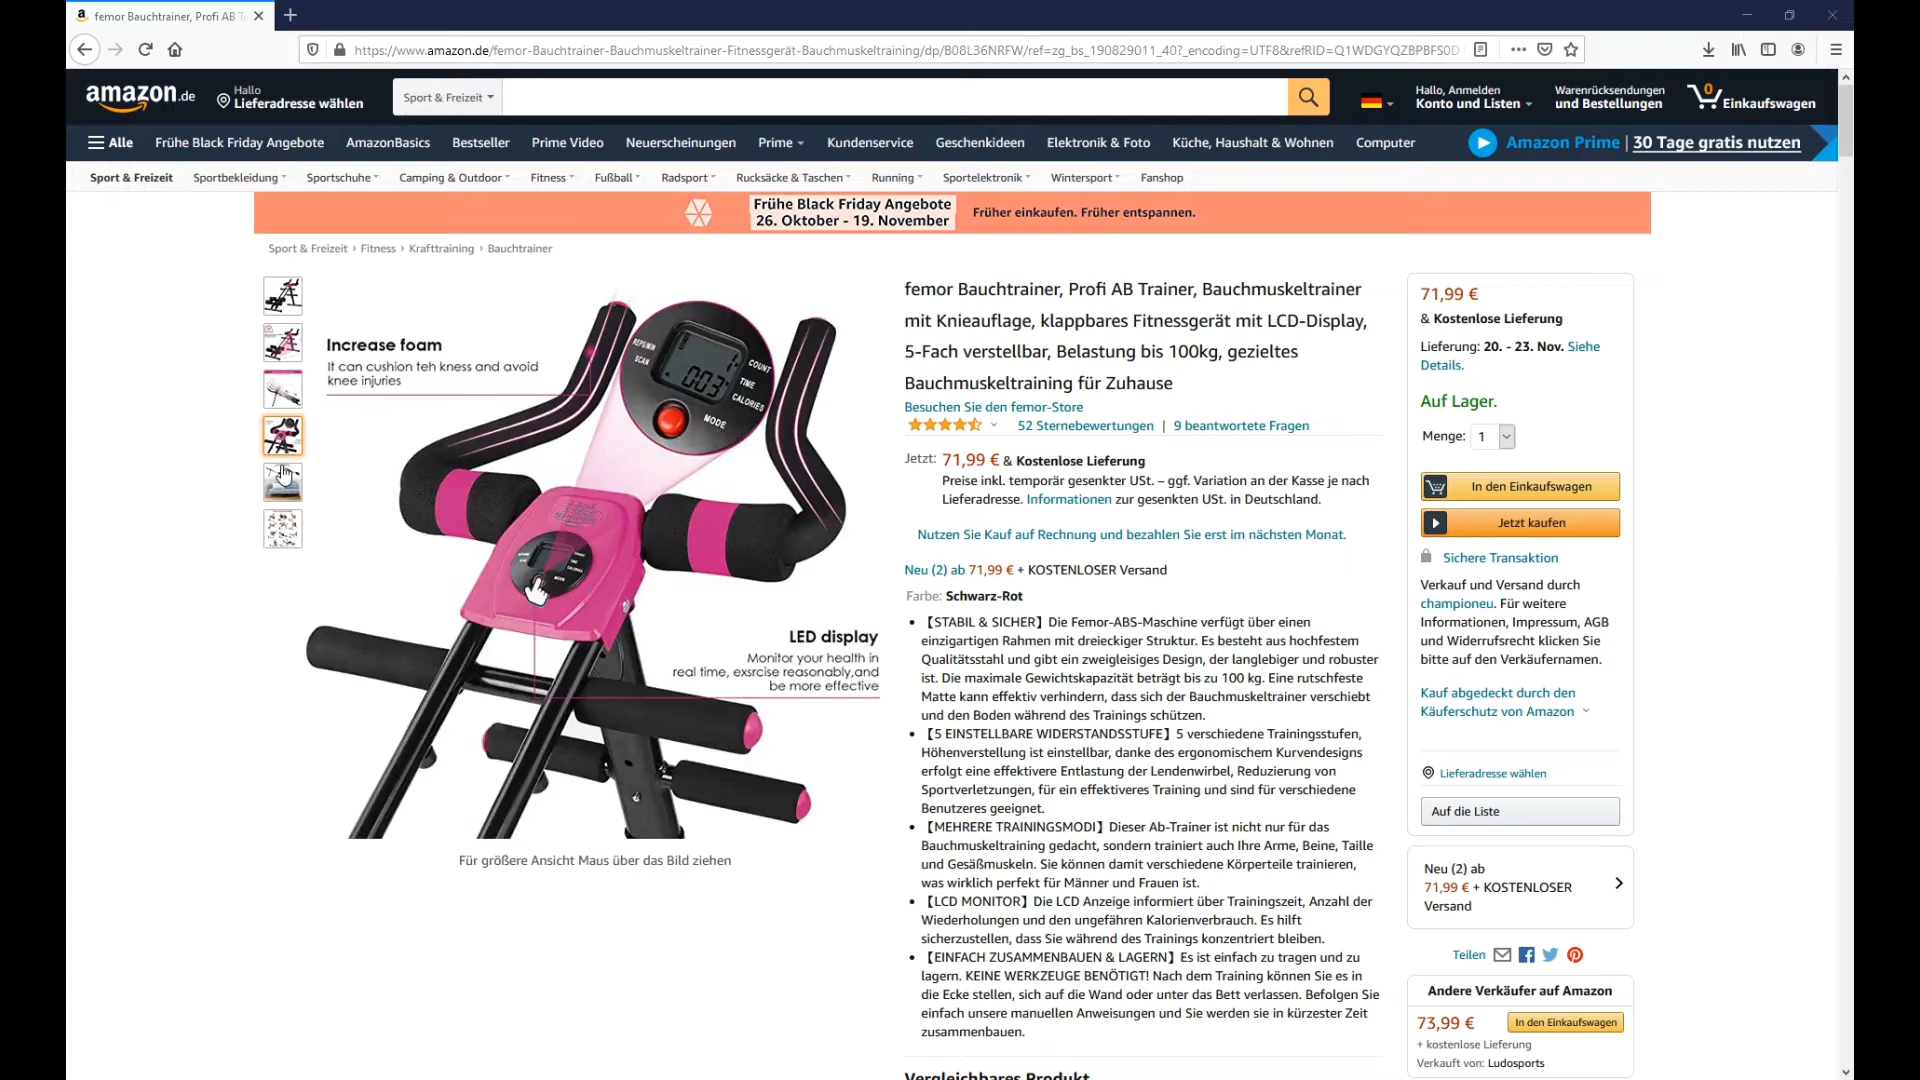 femor Bauchtrainer, Profi AB Tr
https://www.amazon.de/femor-Bauchtrainer-Bauchmuskeltrainer-Fitnessgerät-Bauchmuskeltraining/dp/B08L36NRFW/ref=zg_bs_190829011_40?_encoding=UTF8&refRID=Q1WDGYQZBPBFS0D1
amazon.de
Hallo
Lieferadresse wählen
Sport & Freizeit
Hallo, Anmelden
Konto und Listen
Warenrücksendungen
und Bestellungen
0
Einkaufswagen
Alle
Frühe Black Friday Angebote
AmazonBasics
Bestseller
Prime Video
Neuerscheinungen
Prime
Kundenservice
Geschenkideen
Elektronik & Foto
Küche, Haushalt & Wohnen
Computer
Amazon Prime | 30 Tage gratis nutzen
Sport & Freizeit
Sportbekleidung
Sportschuhe
Camping & Outdoor
Fitness
Fußball
Radsport
Rucksäcke & Taschen
Running
Sportelektronik
Wintersport
Fanshop
Frühe Black Friday Angebote
26. Oktober - 19. November
Früher einkaufen. Früher entspannen.
Sport & Freizeit › Fitness › Krafttraining › Bauchtrainer
Increase foam
It can cushion teh kness and avoid
knee injuries
REPS/MIN
SCAN
COUNT
TIME
CALORIES
MODE
003
LED display
Monitor your health in
real time, exsrcise reasonably,and
be more effective
Für größere Ansicht Maus über das Bild ziehen
femor Bauchtrainer, Profi AB Trainer, Bauchmuskeltrainer
mit Knieauflage, klappbares Fitnessgerät mit LCD-Display,
5-Fach verstellbar, Belastung bis 100kg, gezieltes
Bauchmuskeltraining für Zuhause
Besuchen Sie den femor-Store
52 Sternebewertungen | 9 beantwortete Fragen
Jetzt: 71,99 € & Kostenlose Lieferung
Preise inkl. temporär gesenkter USt. – ggf. Variation an der Kasse je nach
Lieferadresse. Informationen zur gesenkten USt. in Deutschland.
Nutzen Sie Kauf auf Rechnung und bezahlen Sie erst im nächsten Monat.
Neu (2) ab 71,99 € + KOSTENLOSER Versand
Farbe: Schwarz-Rot
• 【STABIL & SICHER】Die Femor-ABS-Maschine verfügt über einen
einzigartigen Rahmen mit dreieckiger Struktur. Es besteht aus hochfestem
Qualitätsstahl und gibt ein zweigleisiges Design, der langlebiger und robuster
ist. Die maximale Gewichtskapazität beträgt bis zu 100 kg. Eine rutschfeste
Matte kann effektiv verhindern, dass sich der Bauchmuskeltrainer verschiebt
und den Boden während des Trainings schützen.
• 【5 EINSTELLBARE WIDERSTANDSSTUFE】5 verschiedene Trainingsstufen,
Höhenverstellung ist einstellbar, danke des ergonomischem Kurvendesigns
erfolgt eine effektivere Entlastung der Lendenwirbel, Reduzierung von
Sportverletzungen, für ein effektiveres Training und sind für verschiedene
Benutzeres geeignet.
• 【MEHRERE TRAININGSMODI】Dieser Ab-Trainer ist nicht nur für das
Bauchmuskeltraining gedacht, sondern trainiert auch Ihre Arme, Beine, Taille
und Gesäßmuskeln. Sie können damit verschiedene Körperteile trainieren,
was wirklich perfekt für Männer und Frauen ist.
• 【LCD MONITOR】Die LCD Anzeige informiert über Trainingszeit, Anzahl der
Wiederholungen und den ungefähren Kalorienverbrauch. Es hilft
sicherzustellen, dass Sie während des Trainings konzentriert bleiben.
• 【EINFACH ZUSAMMENBAUEN & LAGERN】Es ist einfach zu tragen und zu
lagern. KEINE WERKZEUGE BENÖTIGT! Nach dem Training können Sie es in
die Ecke stellen, sich auf die Wand oder unter das Bett verlassen. Befolgen Sie
einfach unsere manuellen Anweisungen und Sie werden sie in kürzester Zeit
zusammenbauen.
Vergleichbares Produkt
71,99 €
& Kostenlose Lieferung
Lieferung: 20. - 23. Nov. Siehe
Details.
Auf Lager.
Menge: 1
In den Einkaufswagen
Jetzt kaufen
Sichere Transaktion
Verkauf und Versand durch
championeu. Für weitere
Informationen, Impressum, AGB
und Widerrufsrecht klicken Sie
bitte auf den Verkäufernamen.
Kauf abgedeckt durch den
Käuferschutz von Amazon
Lieferadresse wählen
Auf die Liste
Neu (2) ab
71,99 € + KOSTENLOSER
Versand
Teilen
Andere Verkäufer auf Amazon
73,99 €
In den Einkaufswagen
+ kostenlose Lieferung
Verkauft von: Ludosports